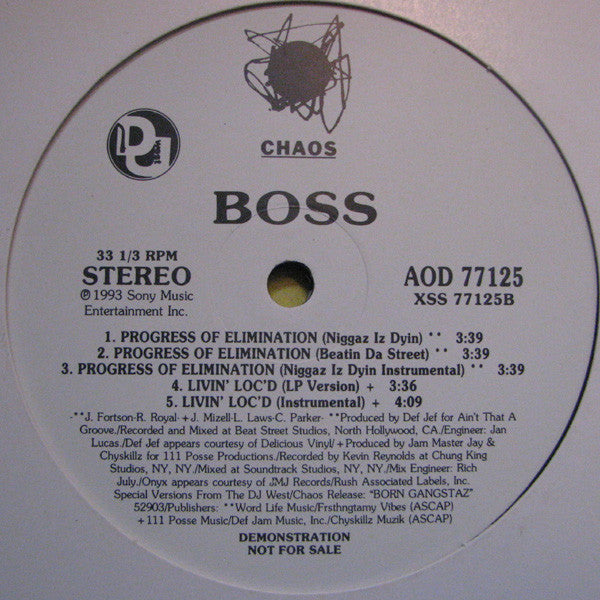 CHAOS
DJ WEST
BOSS
33 1/3 RPM
STEREO
℗ 1993 Sony Music
Entertainment Inc.
AOD 77125
XSS 77125B
1. PROGRESS OF ELIMINATION (Niggaz Iz Dyin) ** 3:39
2. PROGRESS OF ELIMINATION (Beatin Da Street) ** 3:39
3. PROGRESS OF ELIMINATION (Niggaz Iz Dyin Instrumental) ** 3:39
4. LIVIN' LOC'D (LP Version) + 3:36
5. LIVIN' LOC'D (Instrumental) + 4:09
-**J. Fortson-R. Royal- + J. Mizell-L. Laws-C. Parker- **Produced by Def Jef for Ain't That A
Groove./Recorded and Mixed at Beat Street Studios, North Hollywood, CA./Engineer: Jan
Lucas./Def Jef appears courtesy of Delicious Vinyl/ + Produced by Jam Master Jay &
Chyskillz for 111 Posse Productions./Recorded by Kevin Reynolds at Chung King
Studios, NY, NY./Mixed at Soundtrack Studios, NY, NY./Mix Engineer: Rich
July./Onyx appears courtesy of JMJ Records/Rush Associated Labels, Inc.
Special Versions From The DJ West/Chaos Release: "BORN GANGSTAZ"
52903/Publishers: **Word Life Music/Frsthngtamy Vibes (ASCAP)
+ 111 Posse Music/Def Jam Music, Inc./Chyskillz Muzik (ASCAP)
DEMONSTRATION
NOT FOR SALE